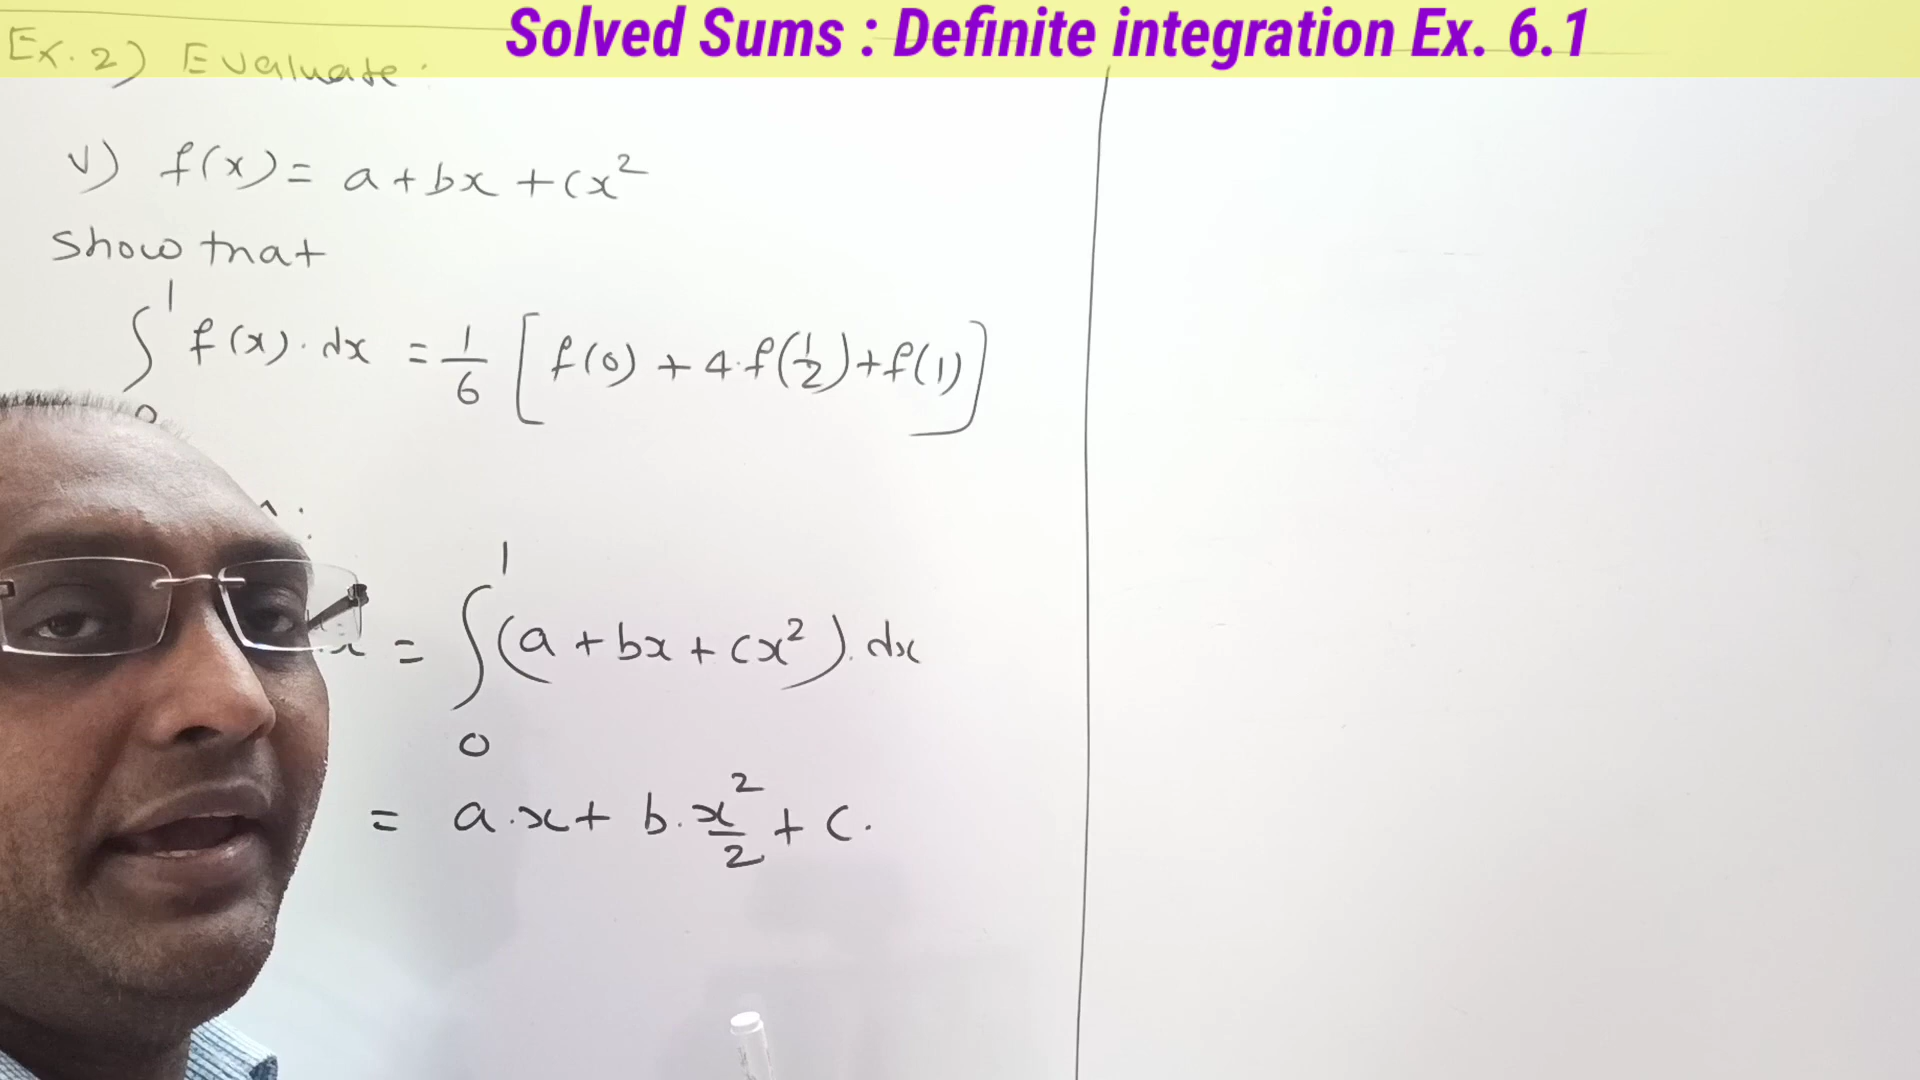 Solved Sums : Definite integration Ex. 6.1
Ex. 2) Evaluate:
v) f(x) = a + bx + cx²
Show that
∫₀¹ f(x)·dx = 1/6 [f(0) + 4·f(1/2) + f(1)]
= ∫₀¹ (a + bx + cx²)·dx
= a·x + b·x²/2 + c·